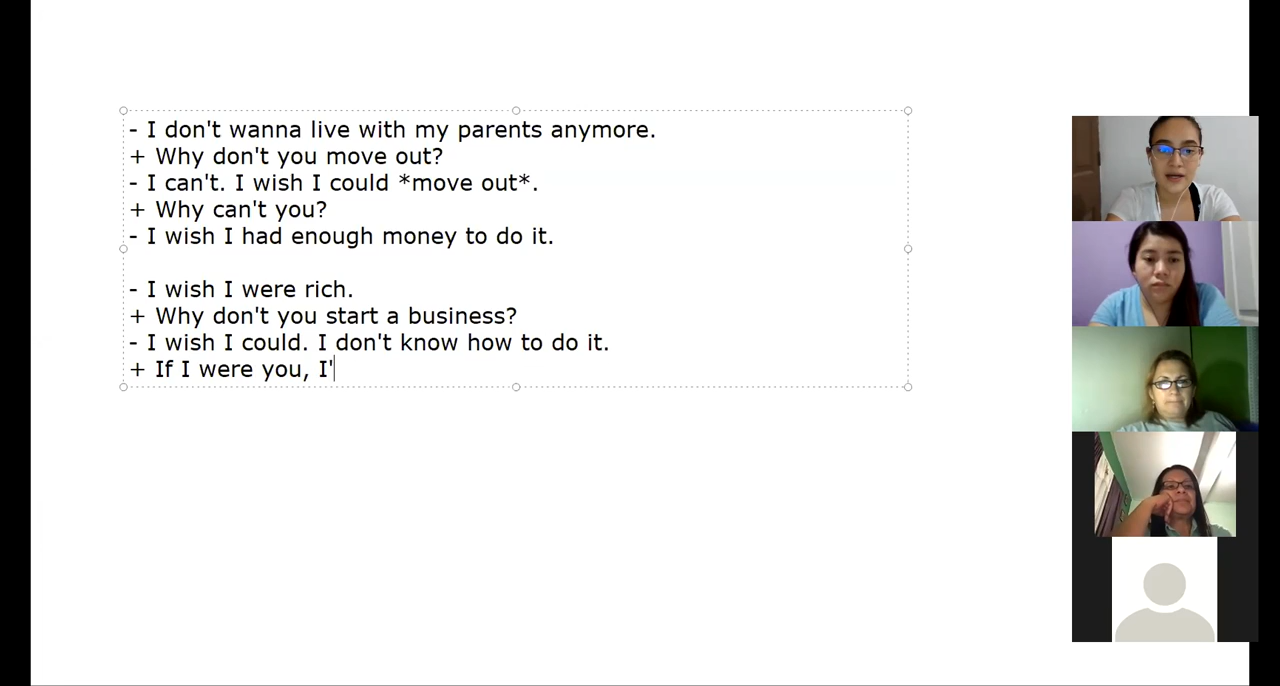 - I don't wanna live with my parents anymore.
+ Why don't you move out?
- I can't. I wish I could *move out*.
+ Why can't you?
- I wish I had enough money to do it.
- I wish I were rich.
+ Why don't you start a business?
- I wish I could. I don't know how to do it.
+ If I were you, I'